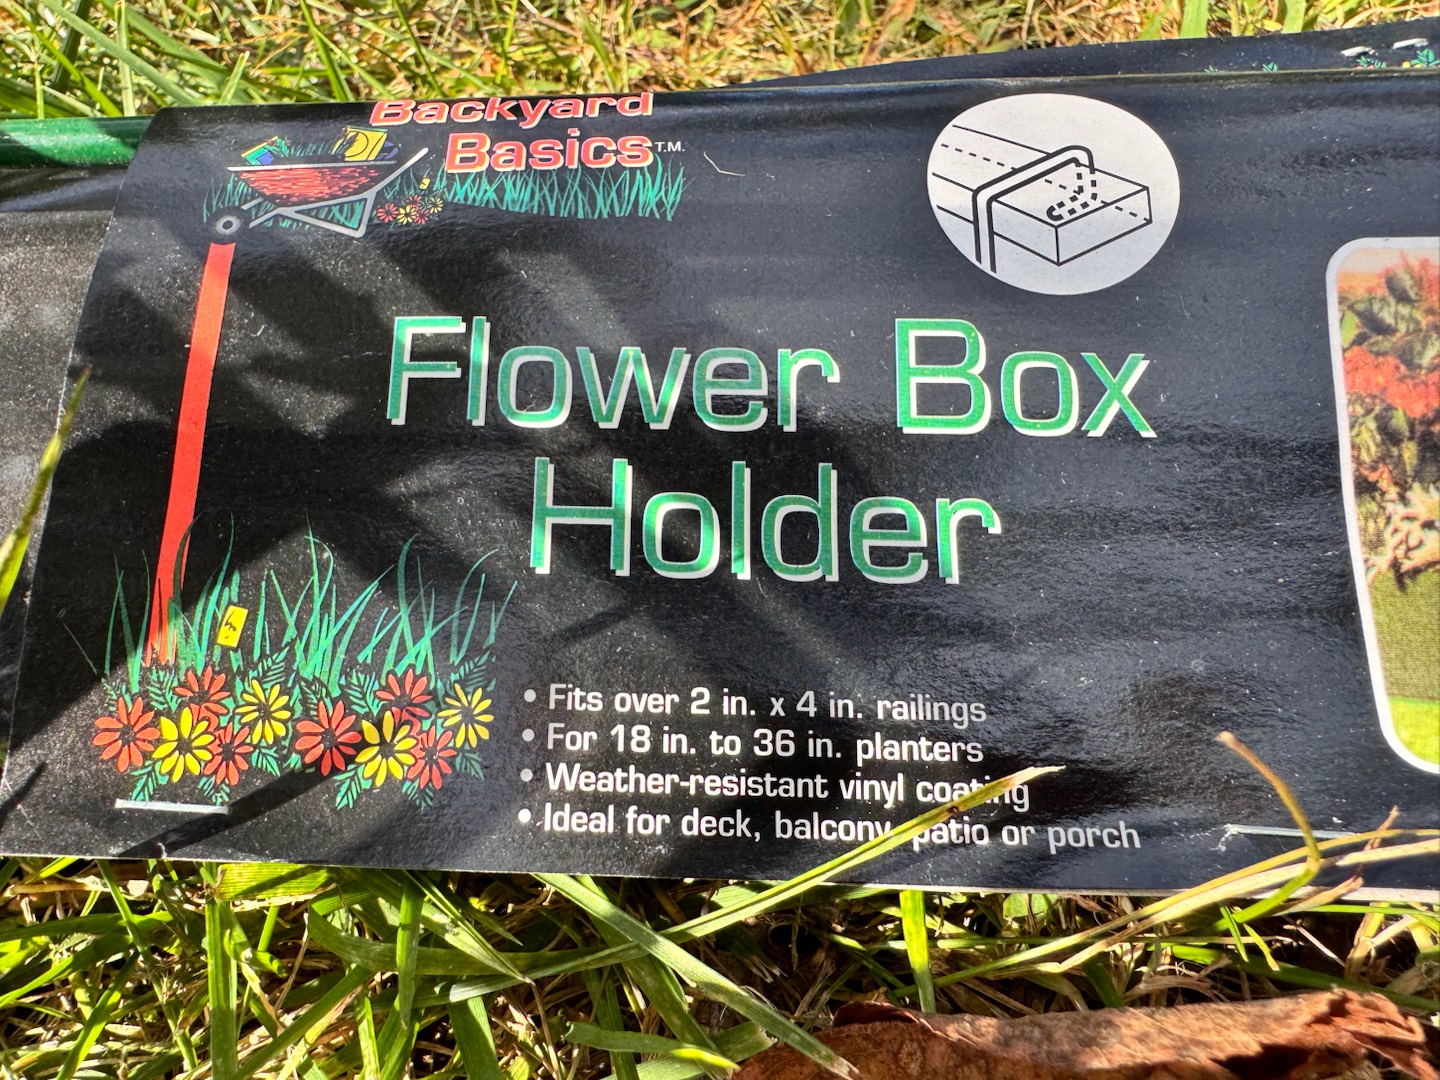 Backyard
Basics T.M.
Flower Box
Holder
• Fits over 2 in. x 4 in. railings
• For 18 in. to 36 in. planters
• Weather-resistant vinyl coating
• Ideal for deck, balcony, patio or porch